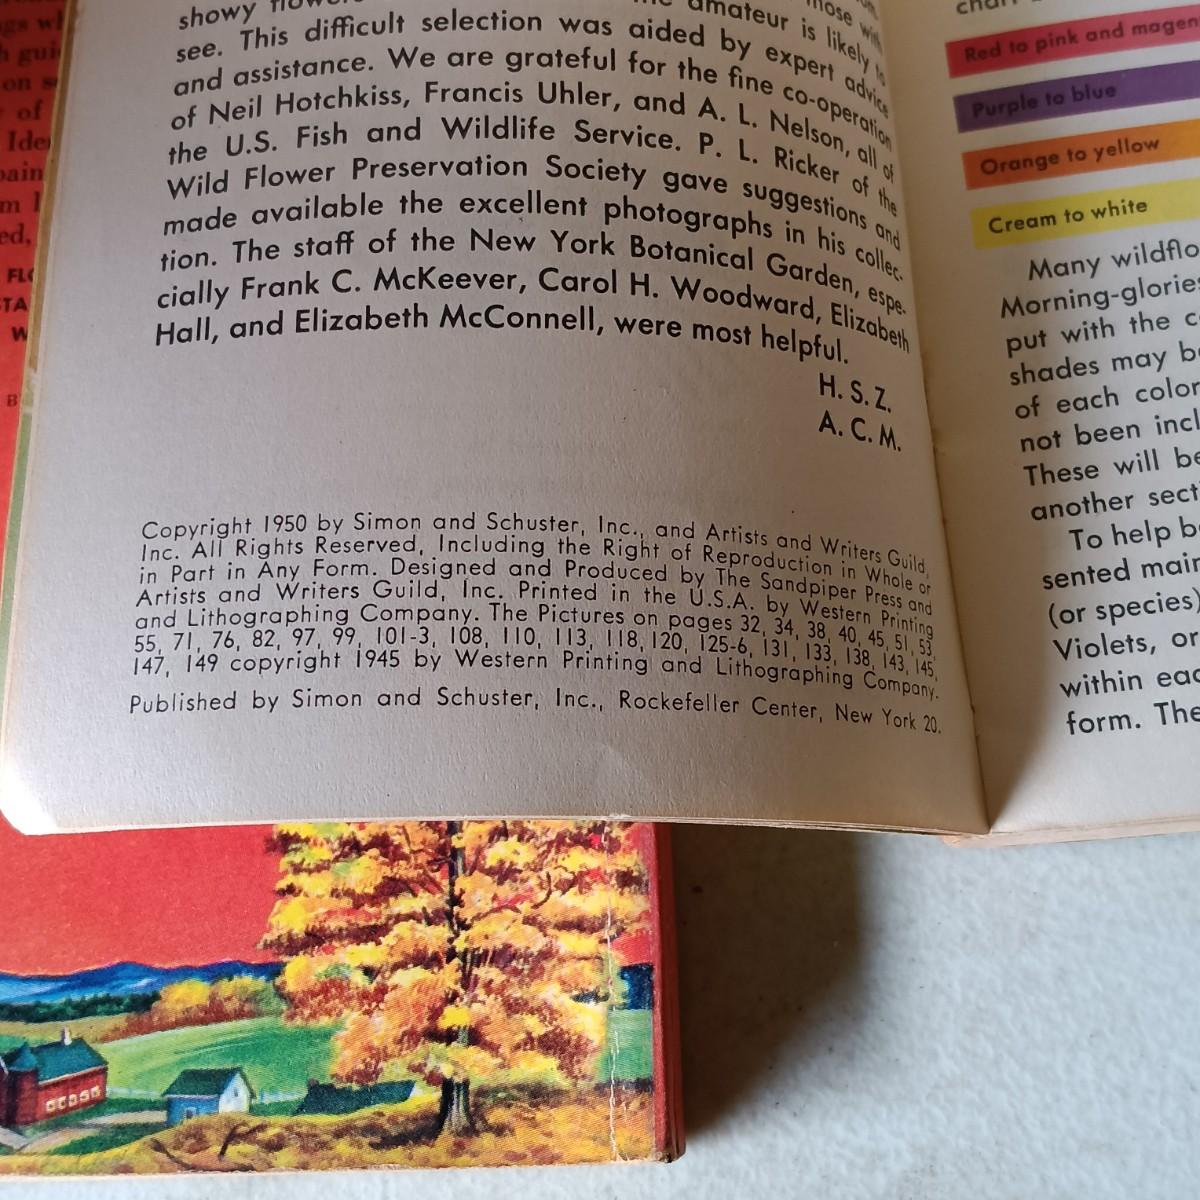 showy
see. This difficult selection was aided by expert advice
and assistance. We are grateful for the fine co-operation
of Neil Hotchkiss, Francis Uhler, and A. L. Nelson, all of
the U.S. Fish and Wildlife Service. P. L. Ricker of the
Wild Flower Preservation Society gave suggestions and
made available the excellent photographs in his collec-
tion. The staff of the New York Botanical Garden, espe-
cially Frank C. McKeever, Carol H. Woodward, Elizabeth
Hall, and Elizabeth McConnell, were most helpful.
H. S. Z.
A. C. M.
Copyright 1950 by Simon and Schuster, Inc., and Artists and Writers Guild,
Inc. All Rights Reserved, Including the Right of Reproduction in Whole or
in Part in Any Form. Designed and Produced by The Sandpiper Press and
Artists and Writers Guild, Inc. Printed in the U.S.A. by Western Printing
and Lithographing Company. The Pictures on pages 32, 34, 38, 40, 45, 51, 53,
55, 71, 76, 82, 97, 99, 101-3, 108, 110, 113, 118, 120, 125-6, 131, 133, 138, 143, 145,
147, 149 copyright 1945 by Western Printing and Lithographing Company.
Published by Simon and Schuster, Inc., Rockefeller Center, New York 20.
Red to pink and magen
Purple to blue
Orange to yellow
Cream to white
Many wildflo
Morning-glories
put with the c
shades may b
of each color
not been incl
These will be
another sect
To help b
sented main
(or species)
Violets, or
within eac
form. The